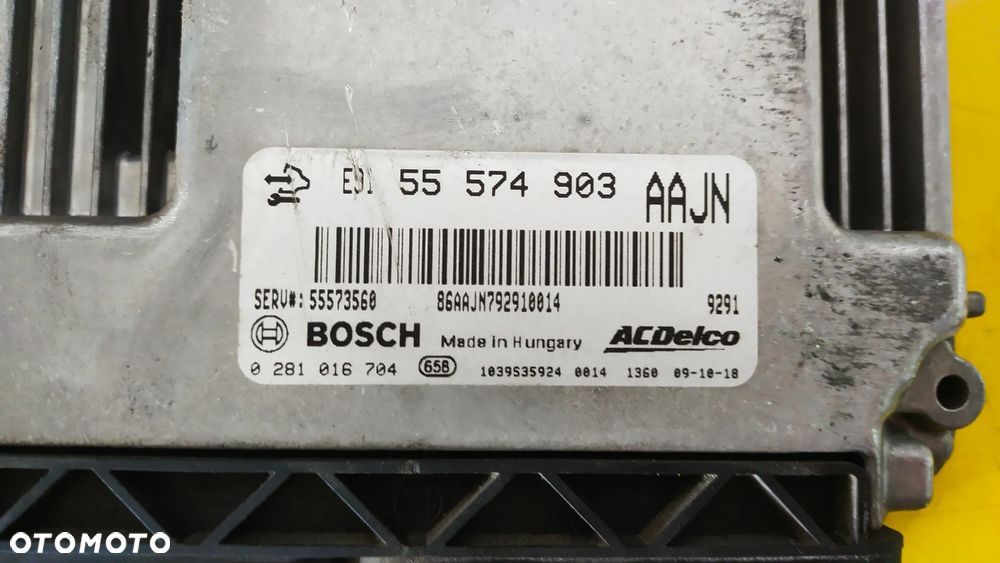 E91 55 574 903 AAJN
SERV#: 55573560 86AAJN792910014 9291
BOSCH Made in Hungary ACDelco
0 281 016 704 658 1039S35924 0014 1360 09-10-18
OTOMOTO